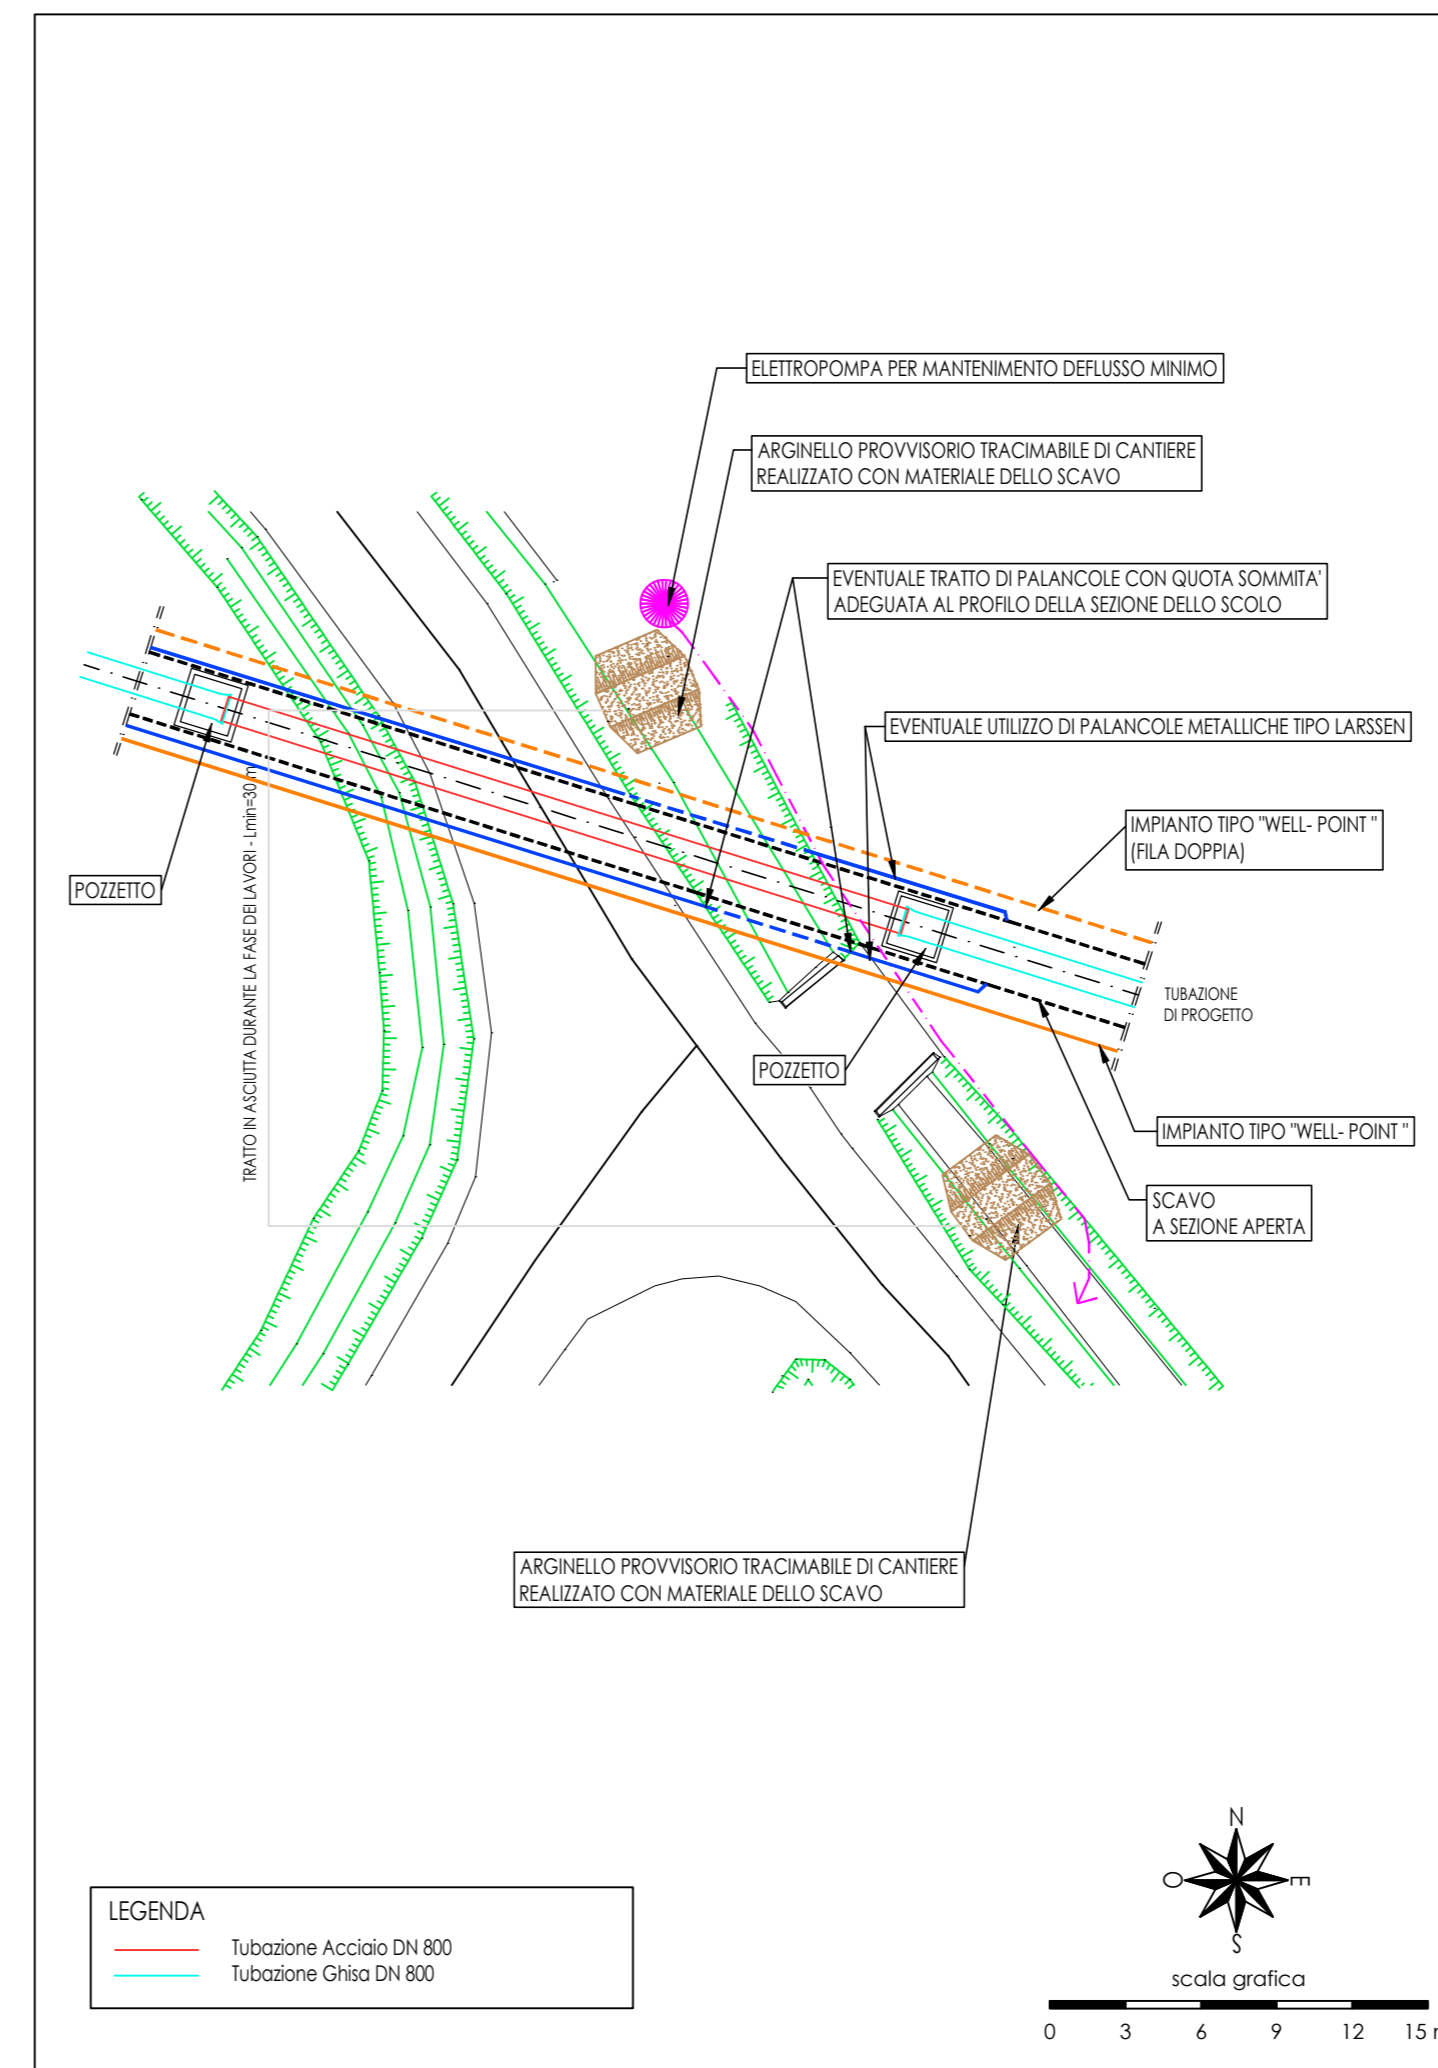 ELETTROPOMPA PER MANTENIMENTO DEFLUSSO MINIMO
ARGINELLO PROVVISORIO TRACIMABILE DI CANTIERE
REALIZZATO CON MATERIALE DELLO SCAVO
EVENTUALE TRATTO DI PALANCOLE CON QUOTA SOMMITA'
ADEGUATA AL PROFILO DELLA SEZIONE DELLO SCOLO
EVENTUALE UTILIZZO DI PALANCOLE METALLICHE TIPO LARSSEN
IMPIANTO TIPO "WELL- POINT "
(FILA DOPPIA)
POZZETTO
TRATTO IN ASCIUTTA DURANTE LA FASE DEI LAVORI - Lmin=30 m
TUBAZIONE
DI PROGETTO
POZZETTO
IMPIANTO TIPO "WELL- POINT "
SCAVO
A SEZIONE APERTA
ARGINELLO PROVVISORIO TRACIMABILE DI CANTIERE
REALIZZATO CON MATERIALE DELLO SCAVO
N
O
E
S
LEGENDA
Tubazione Acciaio DN 800
Tubazione Ghisa DN 800
scala grafica
0 3 6 9 12 15